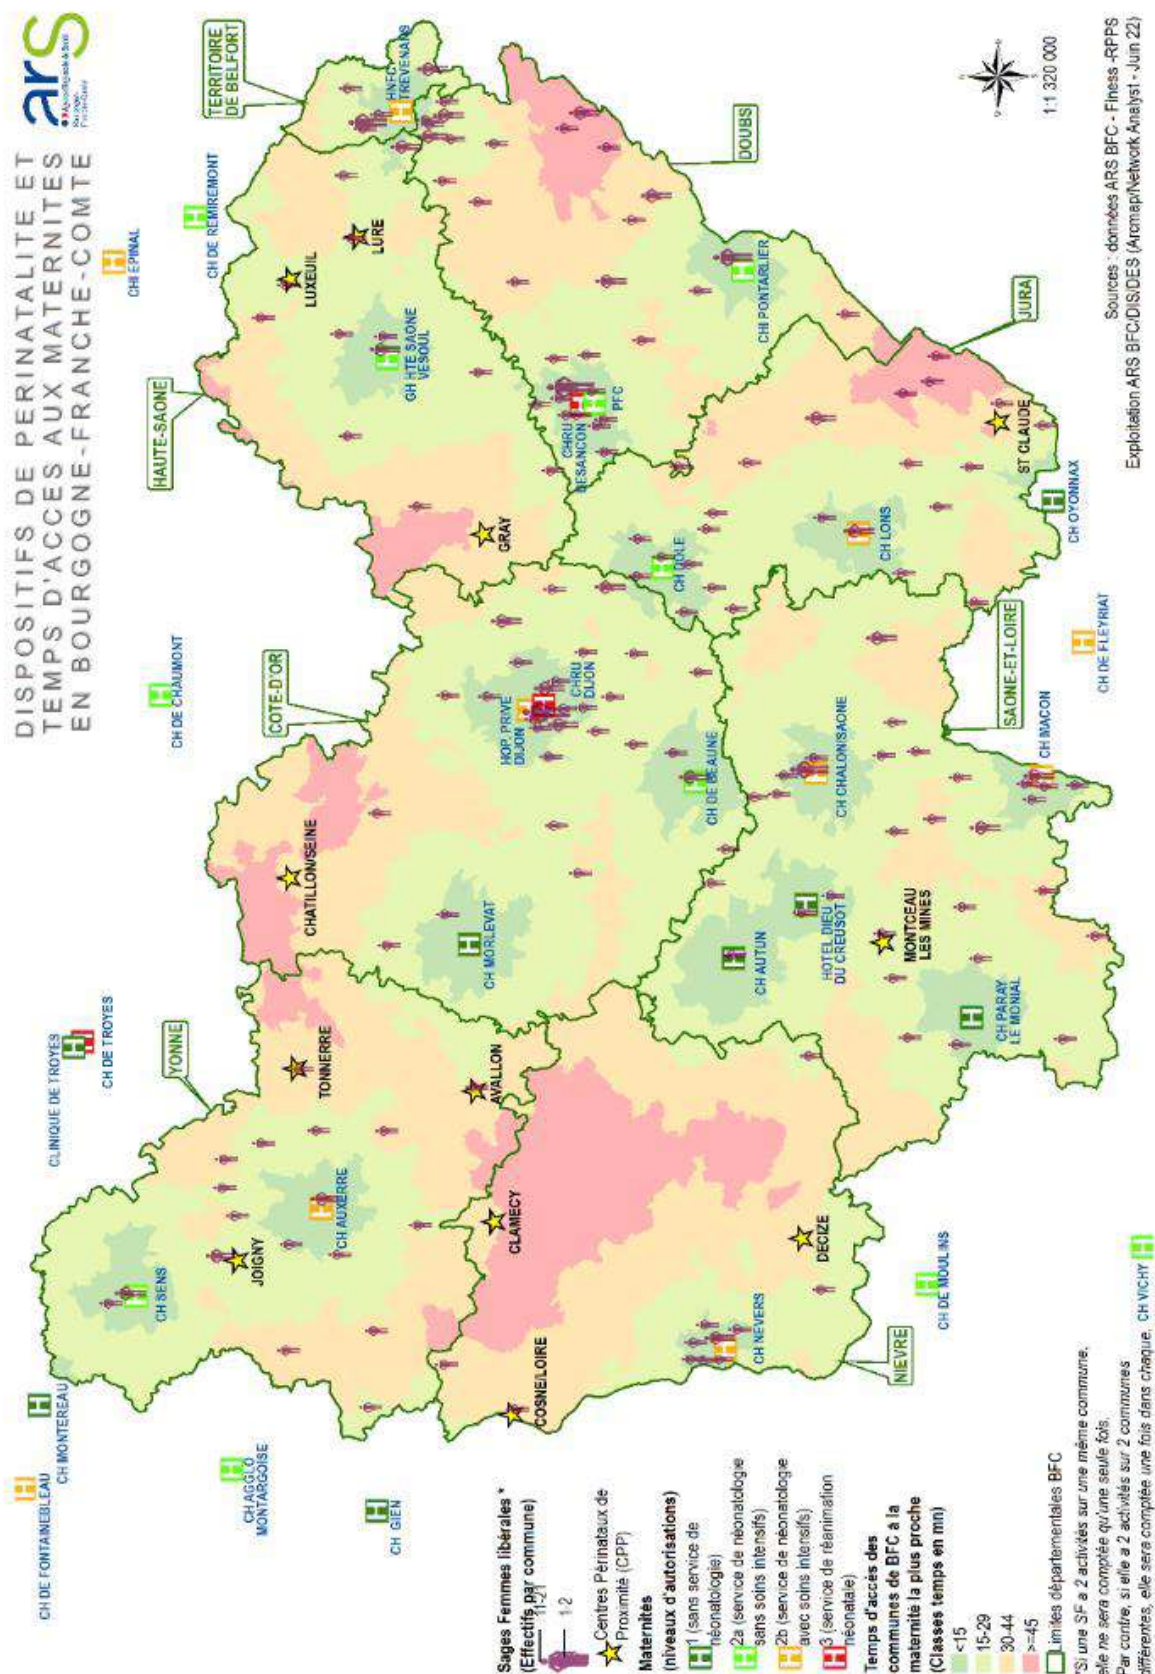 DISPOSITIFS DE PERINATALITE ET
TEMPS D'ACCES AUX MATERNITES
EN BOURGOGNE-FRANCHE-COMTE
ars
CH DE FONTAINEBLEAU
CH MONTEREAU
CH AGGLO
MONTARGOISE
CH GIEN
CLINIQUE DE TROYES
CH DE TROYES
CH DE CHAUMONT
CHI EPINAL
CH DE REMIREMONT
YONNE
COTE-D'OR
HAUTE-SAONE
TERRITOIRE
DE BELFORT
CH SENS
JOIGNY
CH AUXERRE
TONNERRE
AVALLON
CHATILLON/SEINE
CH MORLEVAT
HOP. PRIVE
DIJON
CHRU
DIJON
CH DE BEAUNE
GRAY
LUXEUIL
LURE
GH HTE SAONE
VESOUL
HNFC
TREVENANS
CHRU
BESANCON
PFC
CHI PONTARLIER
DOUBS
CH DOLE
CH LONS
ST CLAUDE
JURA
CH OYONNAX
COSNE/LOIRE
CLAMECY
CH NEVERS
DECIZE
NIEVRE
CH DE MOULINS
CH VICHY
CH AUTUN
HOTEL DIEU
DU CREUSOT
MONTCEAU
LES MINES
CH PARAY
LE MONIAL
CH CHALON/SAONE
CH MACON
SAONE-ET-LOIRE
CH DE FLEYRIAT
Sages Femmes libérales *
(Effectifs par commune)
11-21
1-2
Centres Périnataux de
Proximité (CPP)
Maternités
(niveaux d'autorisations)
1 (sans service de
néonatologie)
2a (service de néonatologie
sans soins intensifs)
2b (service de néonatologie
avec soins intensifs)
3 (service de réanimation
néonatale)
Temps d'accès des
communes de BFC à la
maternité la plus proche
(Classes temps en mn)
<15
15-29
30-44
>=45
Limites départementales BFC
*Si une SF a 2 activités sur une même commune,
elle ne sera comptée qu'une seule fois.
Par contre, si elle a 2 activités sur 2 communes
différentes, elle sera comptée une fois dans chaque.
1:1 320 000
Sources : données ARS BFC - Finess -RPPS
Exploitation ARS BFC/DIS/DES (Arcmap/Network Analyst - Juin 22)